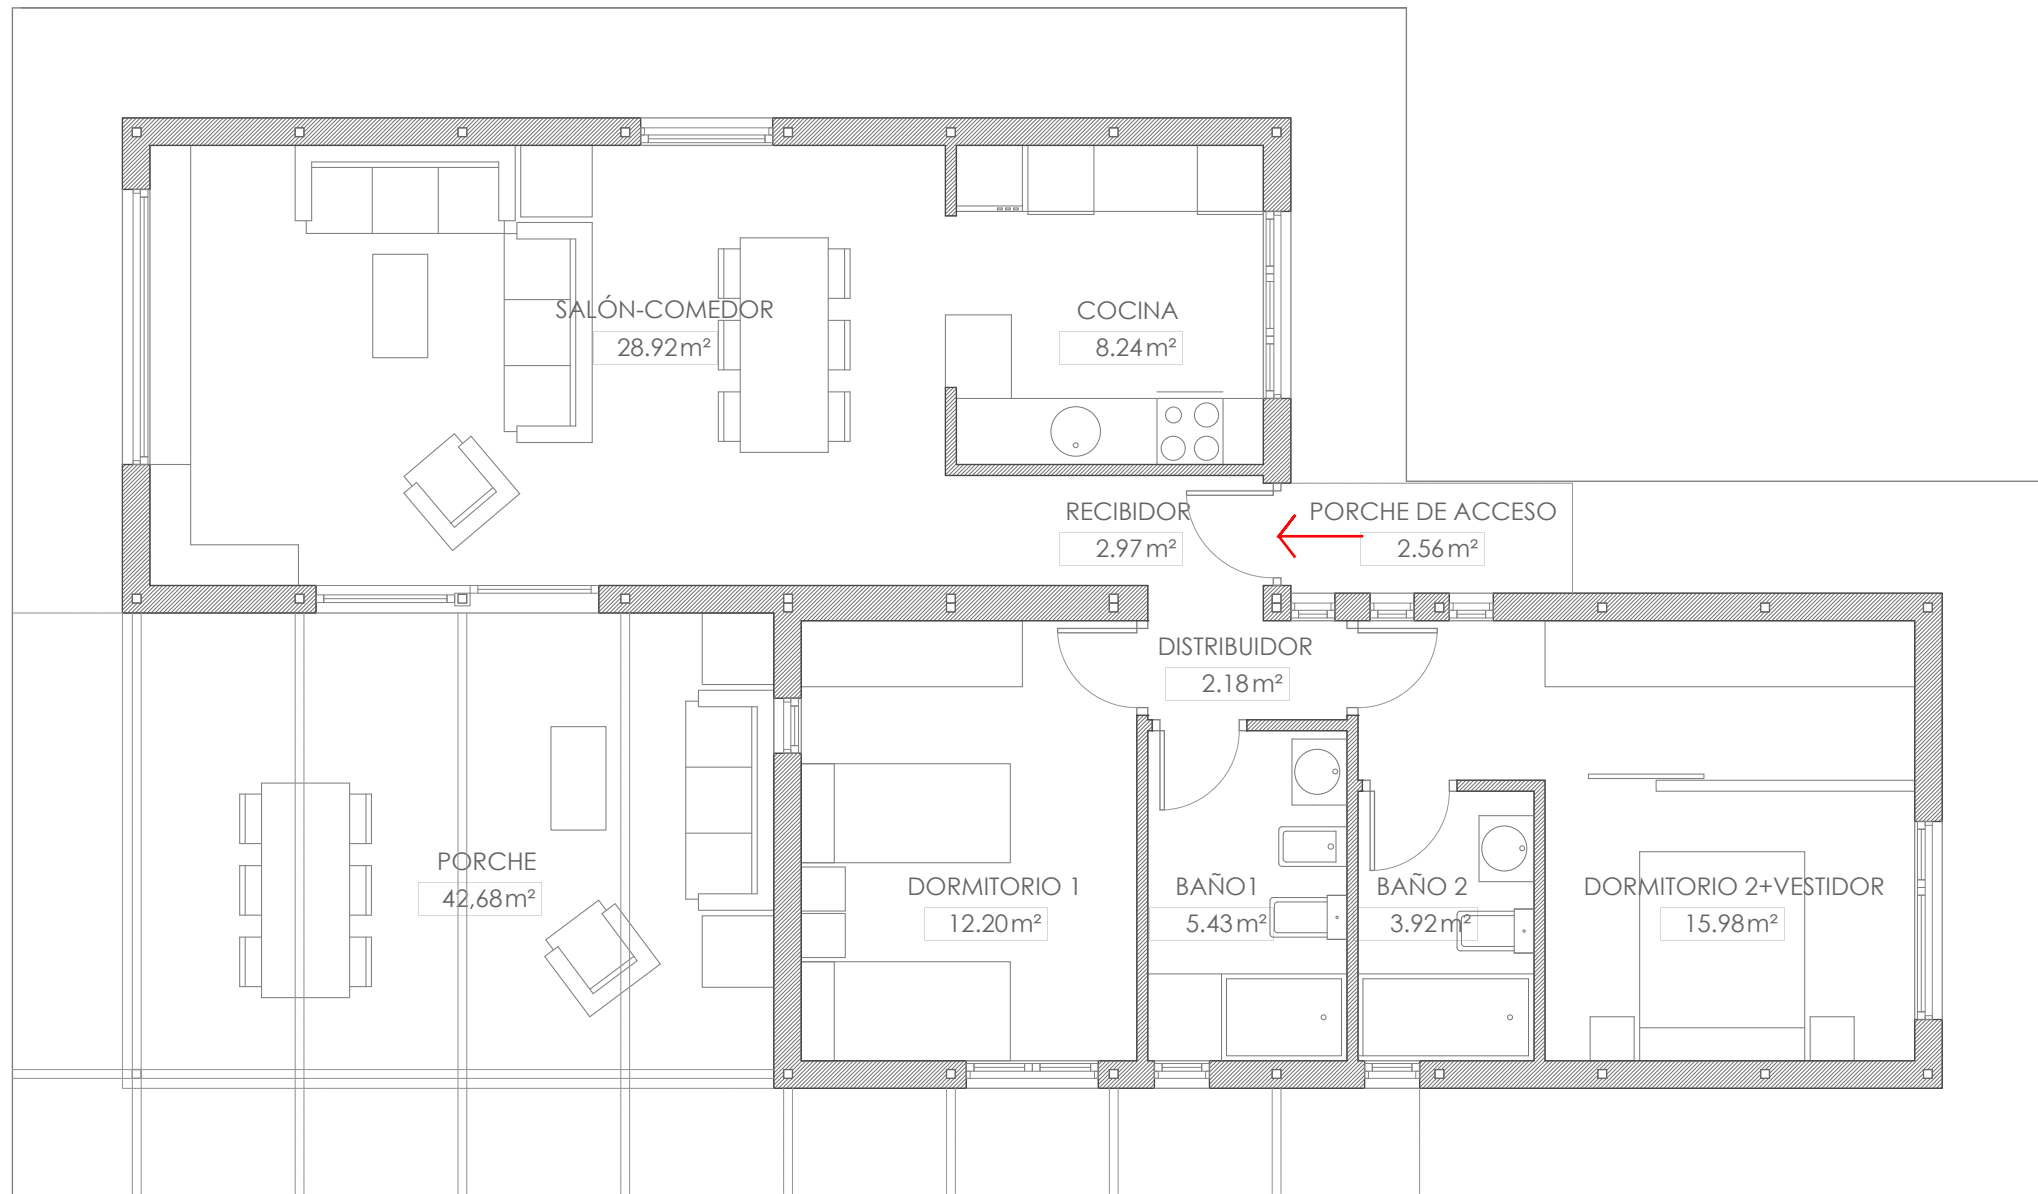 SALÓN-COMEDOR
28.92m²
COCINA
8.24m²
RECIBIDOR
2.97m²
PORCHE DE ACCESO
2.56m²
DISTRIBUIDOR
2.18m²
PORCHE
42,68m²
DORMITORIO 1
12.20m²
BAÑO1
5.43m²
BAÑO 2
3.92m²
DORMITORIO 2+VESTIDOR
15.98m²